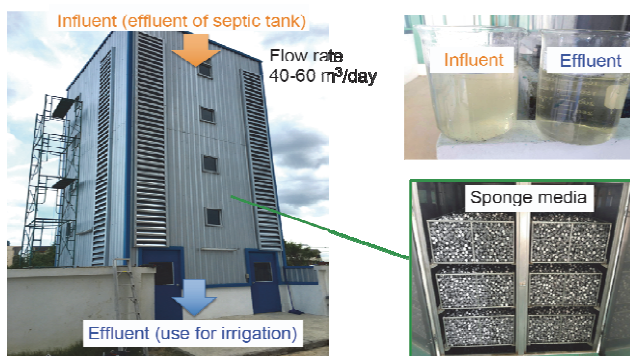 Influent (effluent of septic tank)
Flow rate
40-60 m³/day
Effluent (use for irrigation)
Influent
Effluent
Sponge media